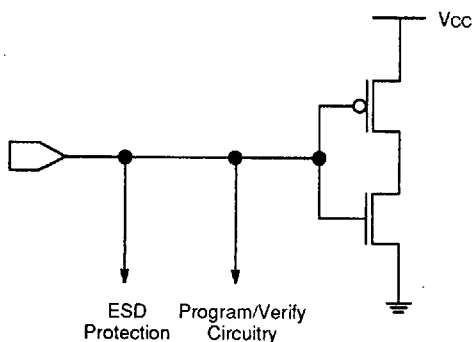 Vcc
ESD
Protection
Program/Verify
Circuitry